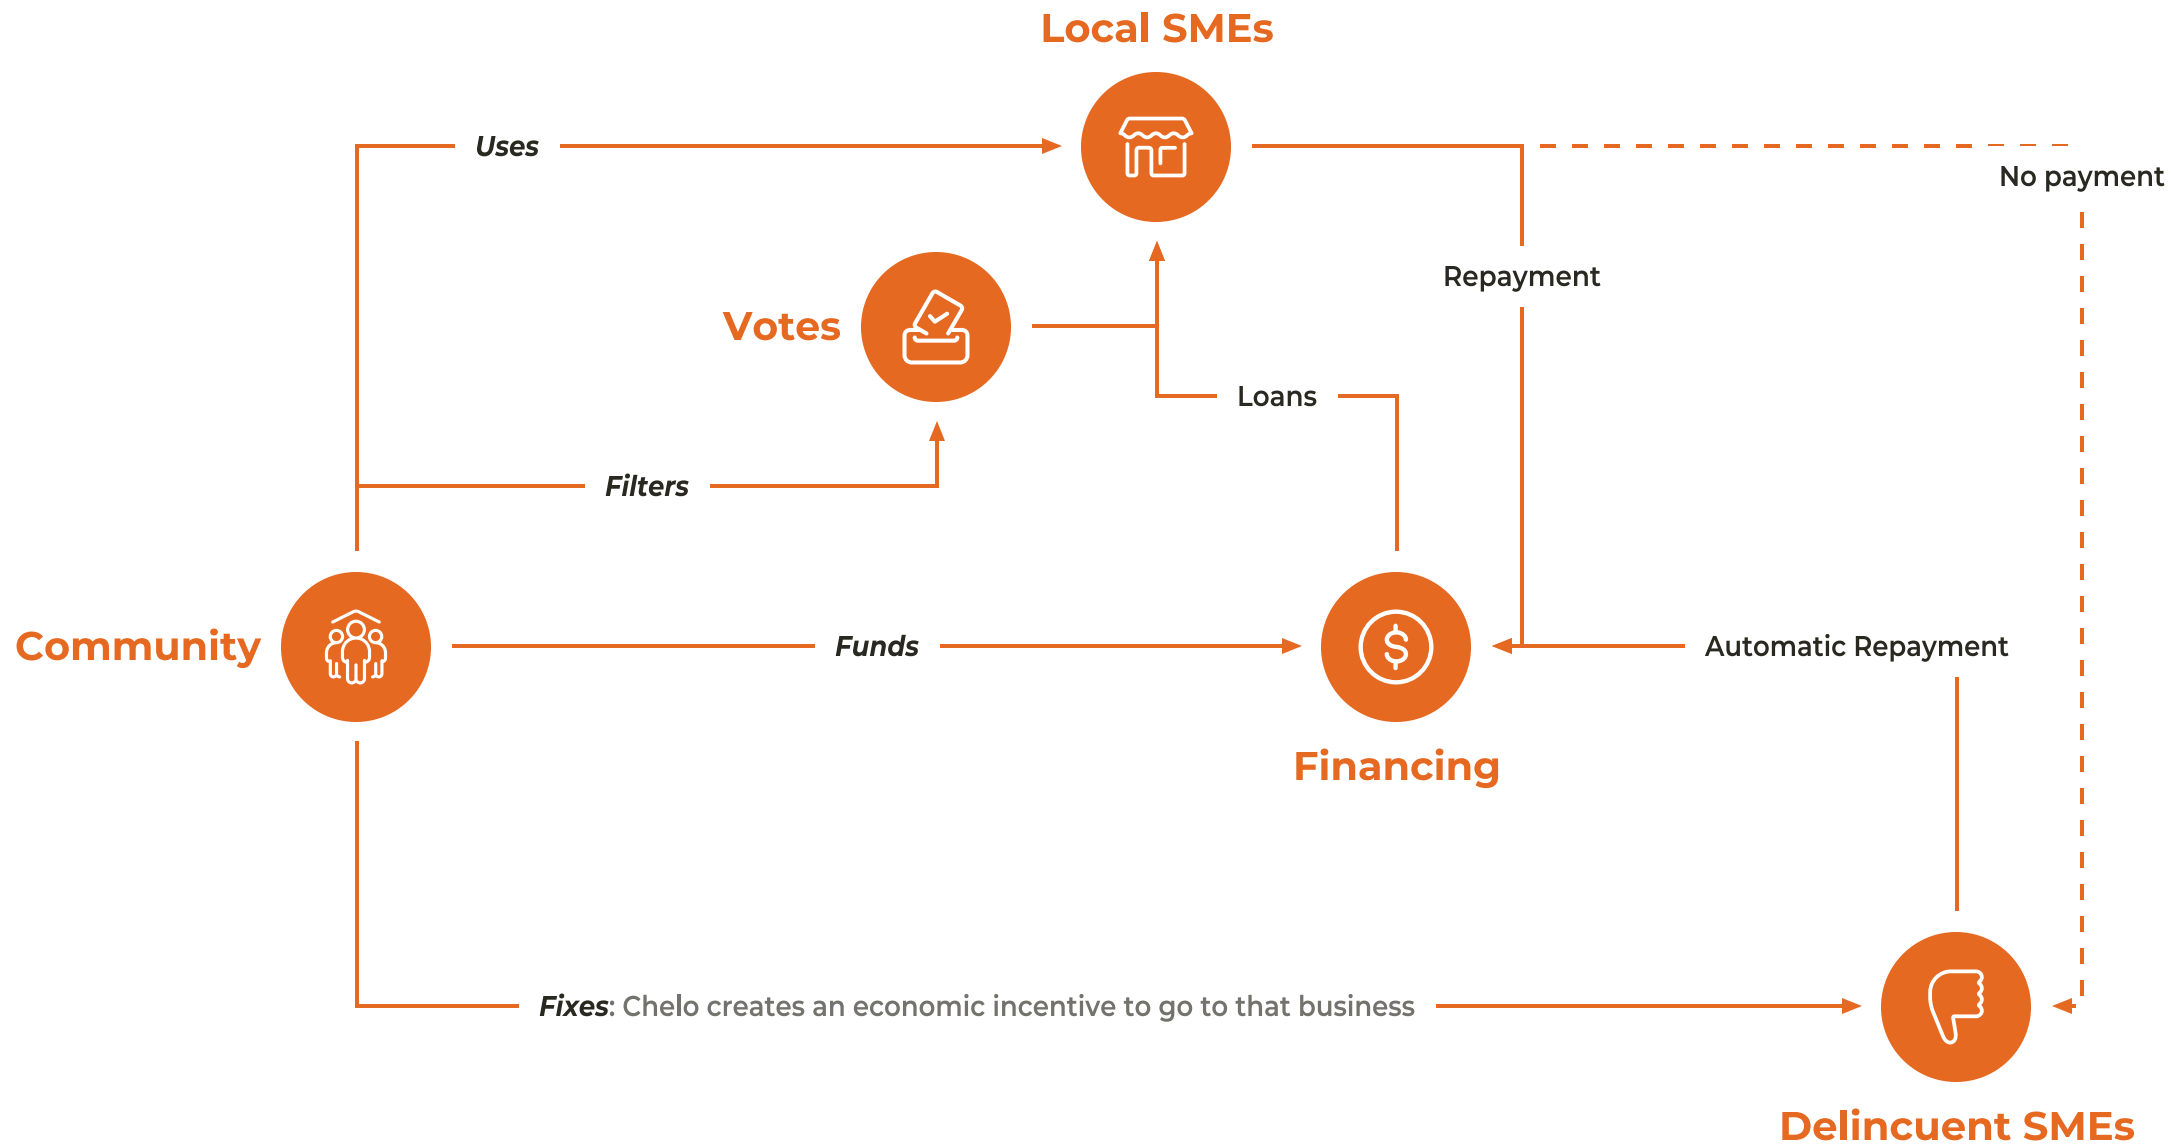 Local SMEs
Uses
No payment
Repayment
Votes
Loans
Filters
Community
Funds
Automatic Repayment
Financing
Fixes: Chelo creates an economic incentive to go to that business
Delincuent SMEs